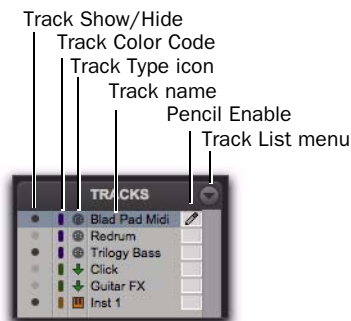 Track Show/Hide
Track Color Code
Track Type icon
Track name
Pencil Enable
Track List menu
TRACKS
Blad Pad Midi
Redrum
Trilogy Bass
Click
Guitar FX
Inst 1